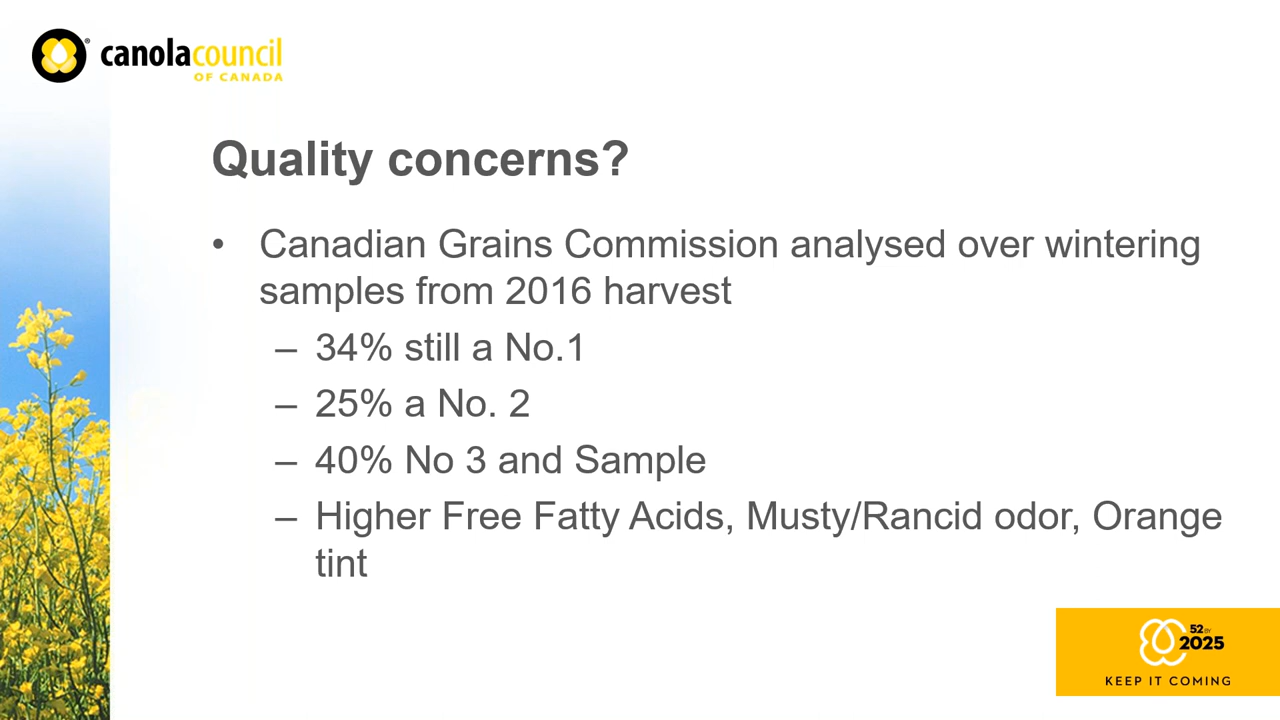 canolacouncil
OF CANADA
Quality concerns?
• Canadian Grains Commission analysed over wintering
samples from 2016 harvest
– 34% still a No.1
– 25% a No. 2
– 40% No 3 and Sample
– Higher Free Fatty Acids, Musty/Rancid odor, Orange
tint
52 BY
2025
KEEP IT COMING